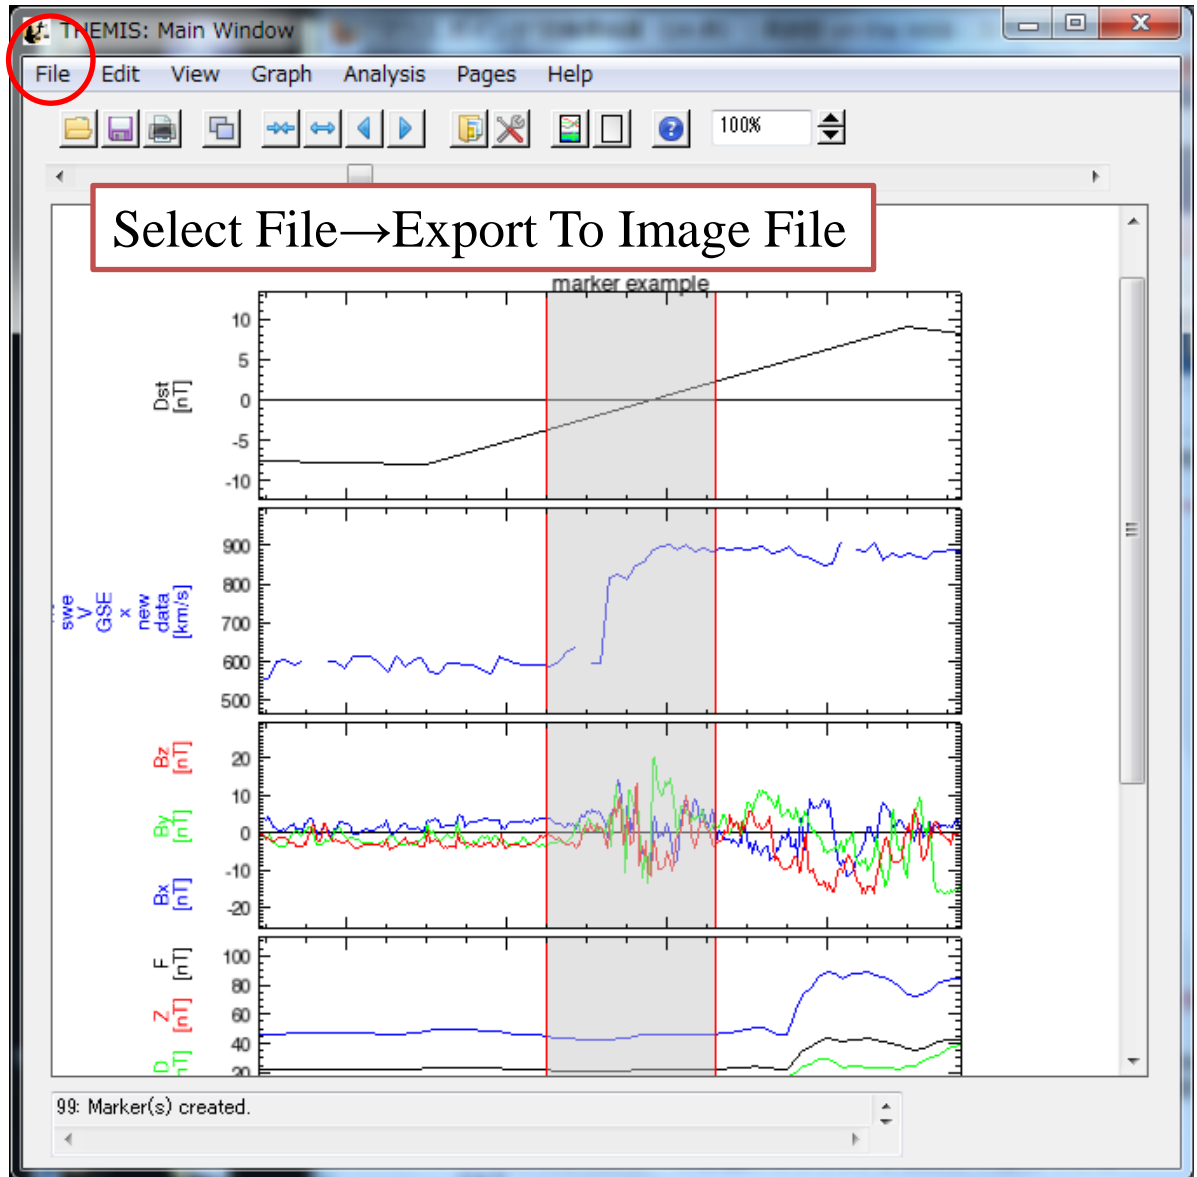 THEMIS: Main Window
File Edit View Graph Analysis Pages Help
100%
Select File→Export To Image File
marker example
10
5
0
-5
-10
Dst
[nT]
900
800
700
600
500
swe
V
GSE
x
new
data
[km/s]
20
10
0
-10
-20
Bz
[nT]
By
[nT]
Bx
[nT]
100
80
60
40
20
F
[nT]
Z
[nT]
D
99: Marker(s) created.